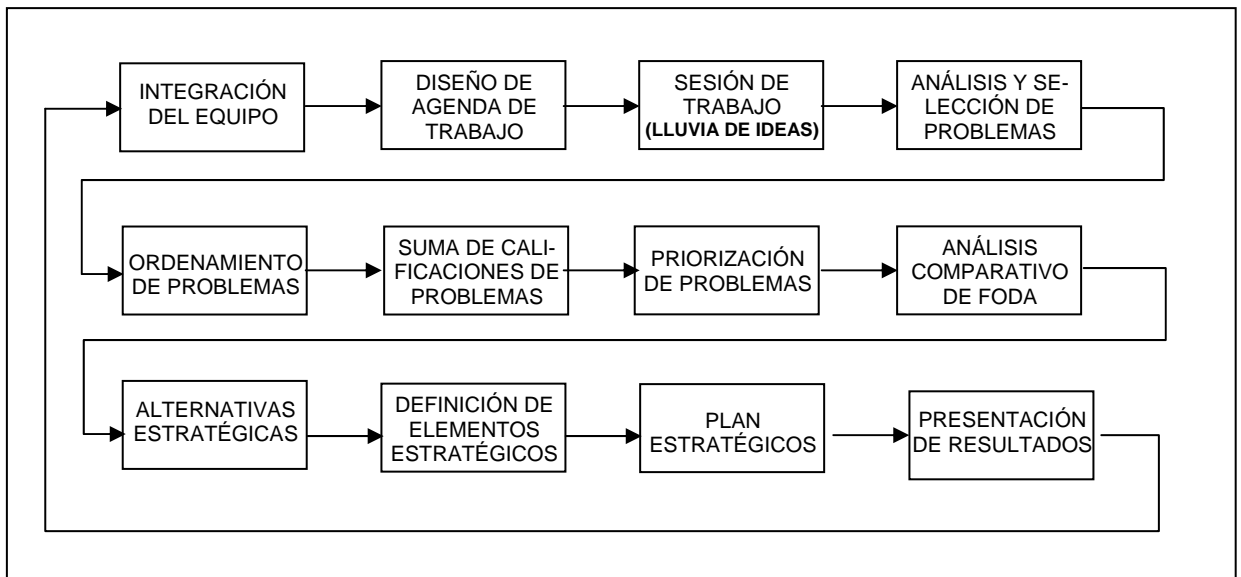 INTEGRACIÓN
DEL EQUIPO
DISEÑO DE
AGENDA DE
TRABAJO
SESIÓN DE
TRABAJO
(LLUVIA DE IDEAS)
ANÁLISIS Y SE-
LECCIÓN DE
PROBLEMAS
ORDENAMIENTO
DE PROBLEMAS
SUMA DE CALI-
FICACIONES DE
PROBLEMAS
PRIORIZACIÓN
DE PROBLEMAS
ANÁLISIS
COMPARATIVO
DE FODA
ALTERNATIVAS
ESTRATÉGICAS
DEFINICIÓN DE
ELEMENTOS
ESTRATÉGICOS
PLAN
ESTRATÉGICOS
PRESENTACIÓN
DE RESULTADOS